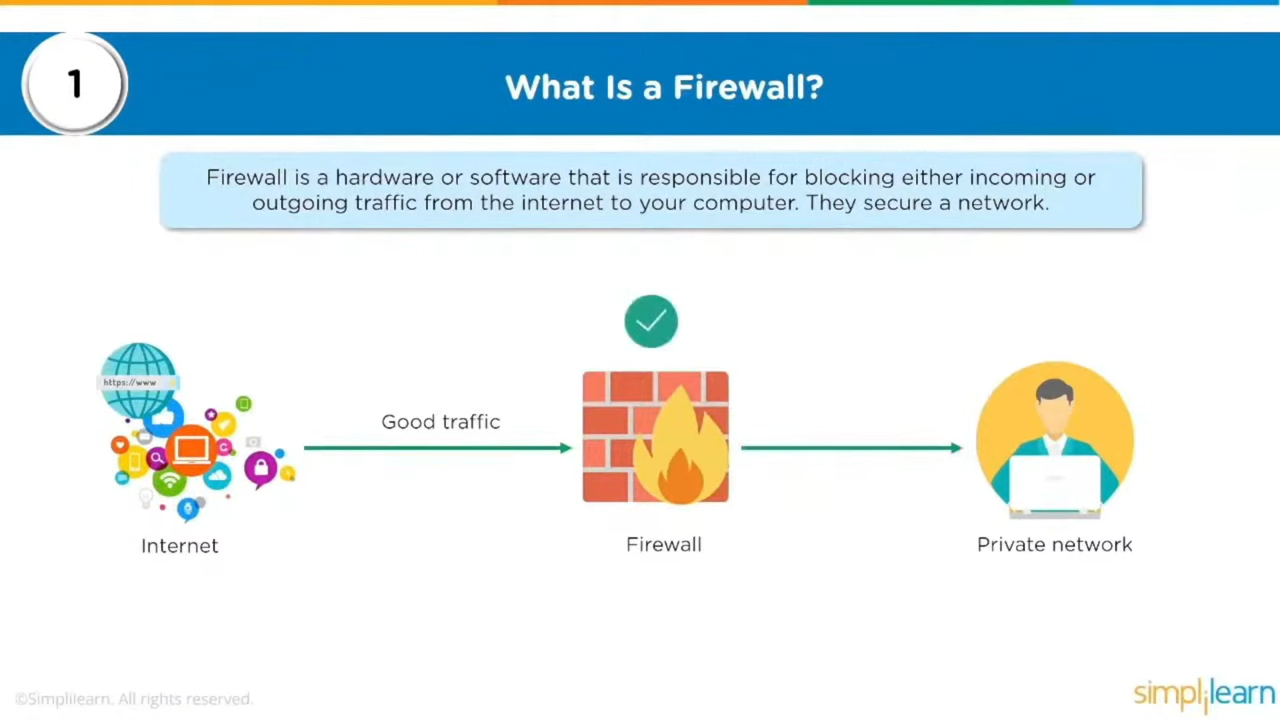 1
What Is a Firewall?
Firewall is a hardware or software that is responsible for blocking either incoming or
outgoing traffic from the internet to your computer. They secure a network.
https://www
Good traffic
Internet
Firewall
Private network
©Simplilearn. All rights reserved.
simplilearn